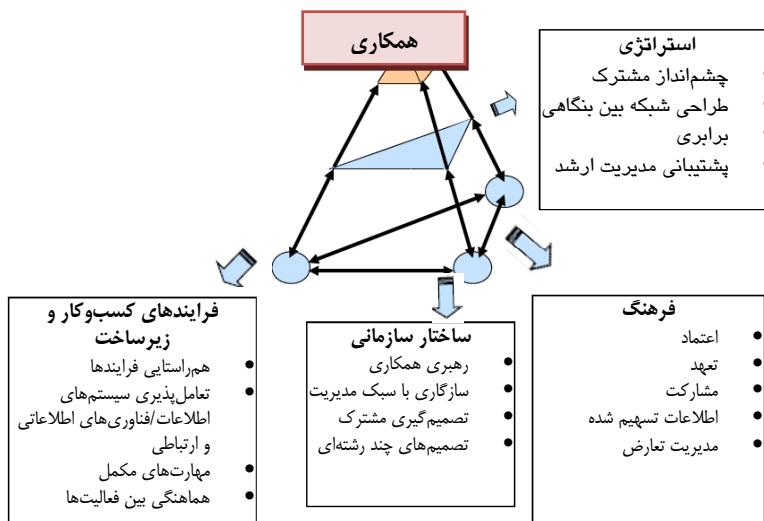 همکاری
استراتژی
چشم‌انداز مشترک
طراحی شبکه بین بنگاهی
برابری
پشتیبانی مدیریت ارشد
فرهنگ
اعتماد
تعهد
مشارکت
اطلاعات تسهیم شده
مدیریت تعارض
ساختار سازمانی
رهبری همکاری
سازگاری با سبک مدیریت
تصمیم‌گیری مشترک
تصمیم‌های چند رشته‌ای
فرایندهای کسب‌وکار و
زیرساخت
هم‌راستایی فرایندها
تعامل‌پذیری سیستم‌های
اطلاعات/فناوری‌های اطلاعاتی
و ارتباطی
مهارت‌های مکمل
هماهنگی بین فعالیت‌ها